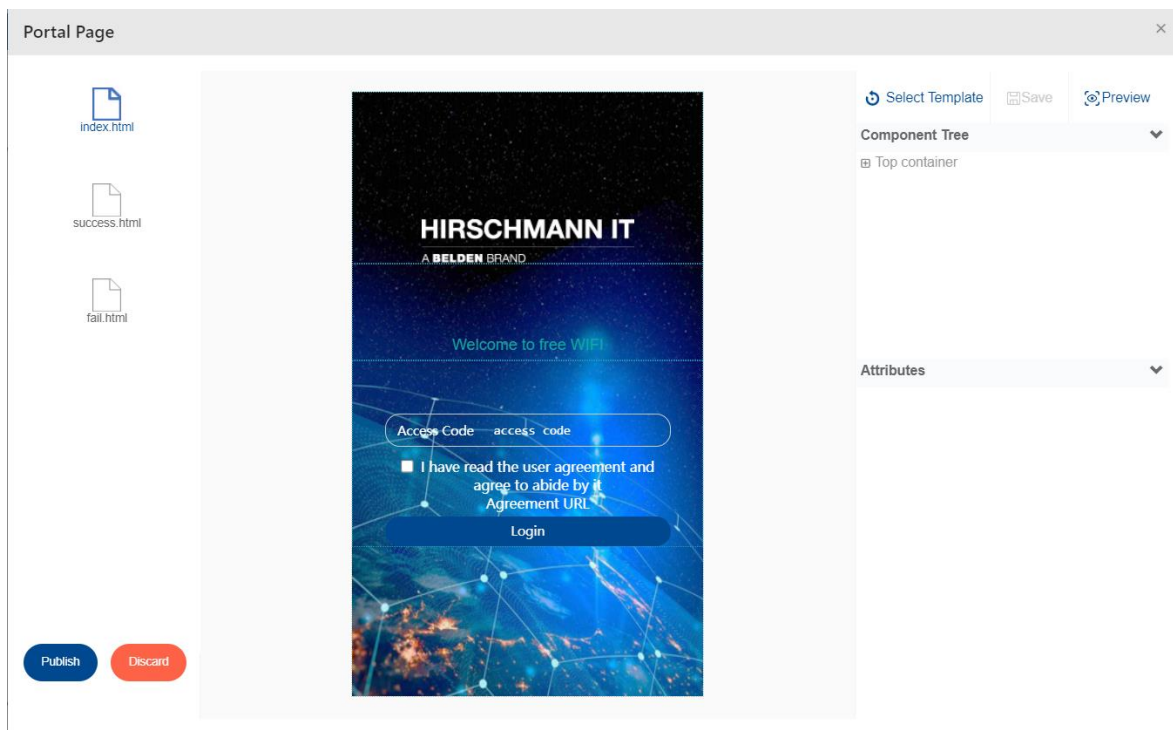 Portal Page
index.html
success.html
fail.html
Publish
Discard
HIRSCHMANN IT
A BELDEN BRAND
Welcome to free WIFI
Access Code access code
I have read the user agreement and
agree to abide by it
Agreement URL
Login
Select Template Save Preview
Component Tree
Top container
Attributes